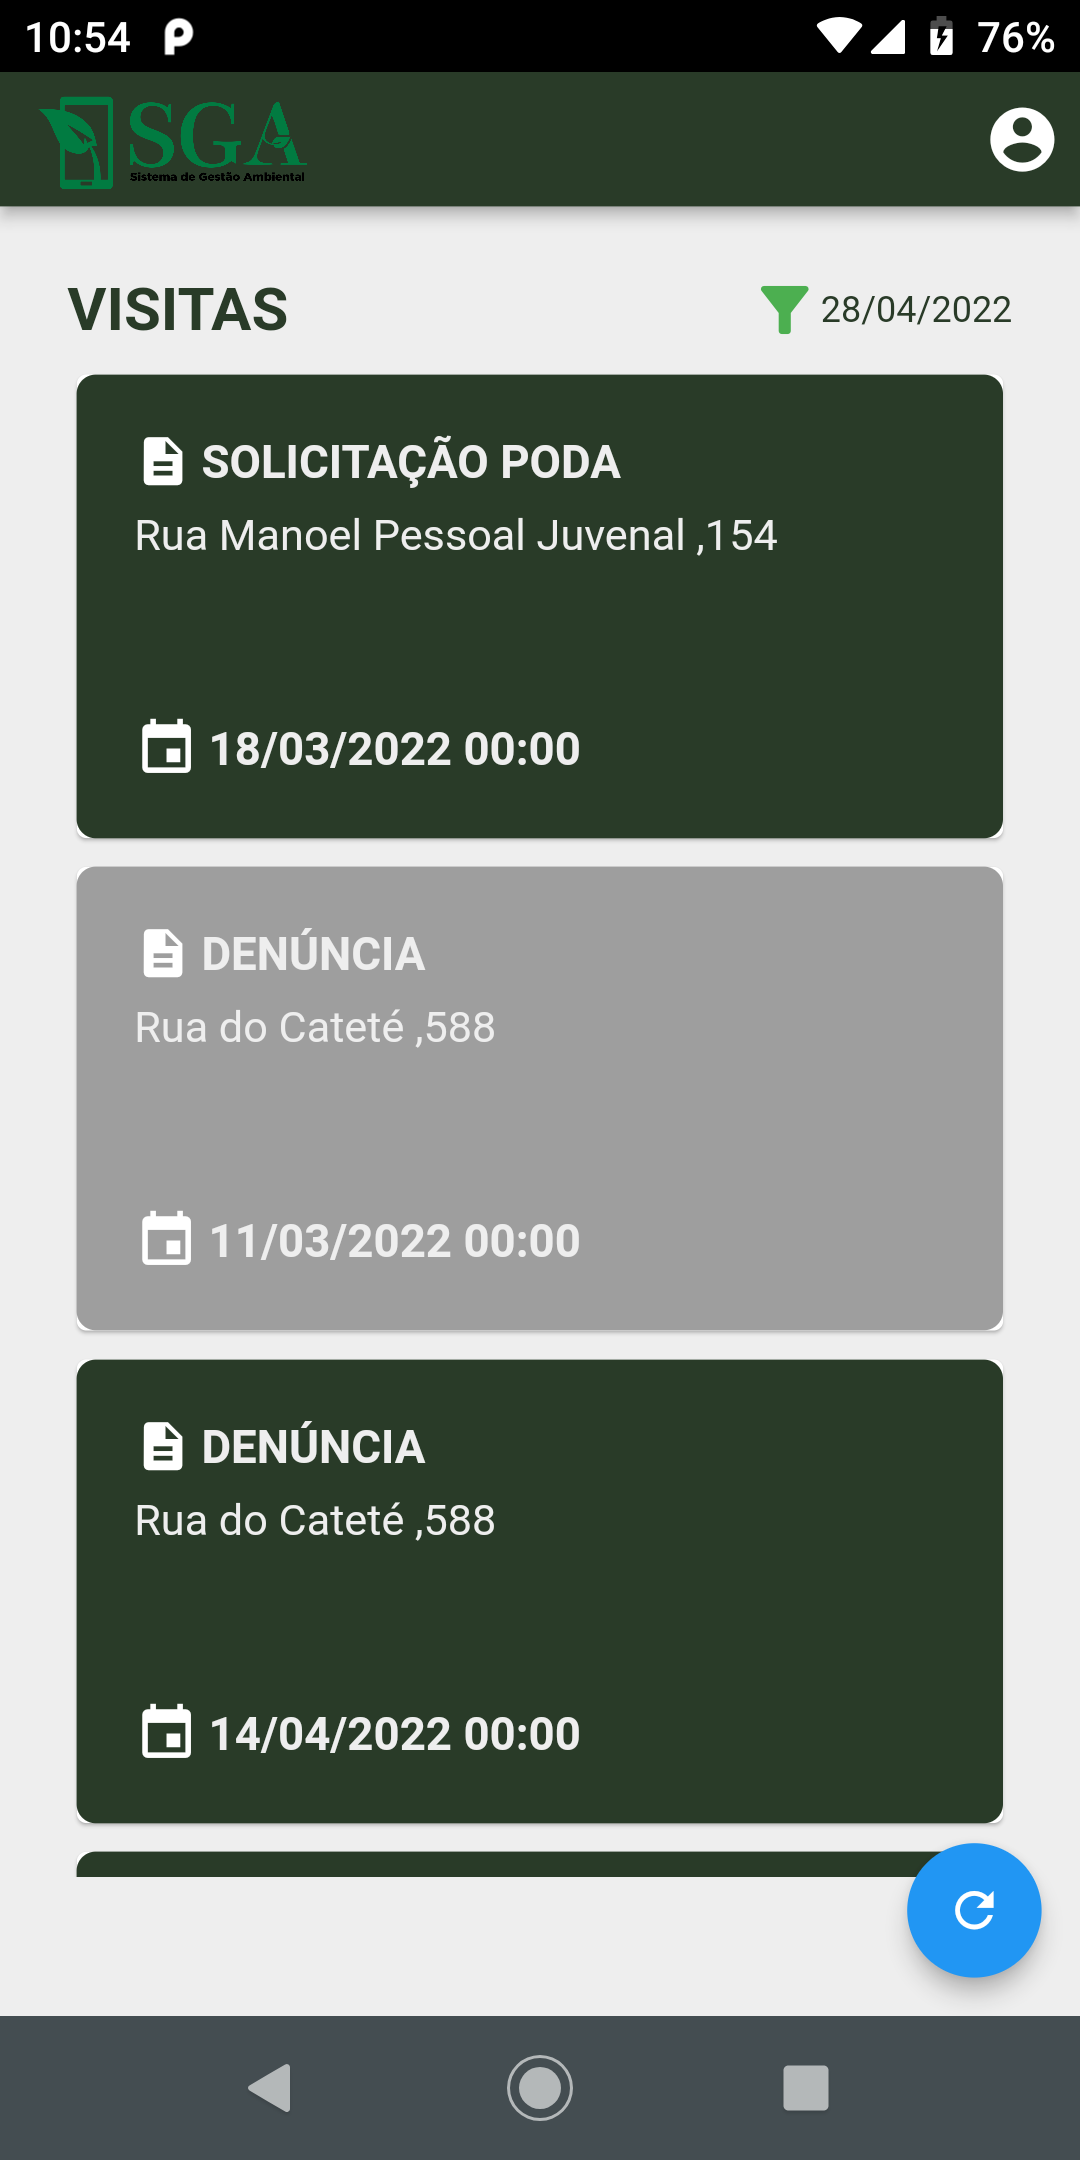 10:54
76%
SGA
Sistema de Gestão Ambiental
VISITAS
28/04/2022
SOLICITAÇÃO PODA
Rua Manoel Pessoal Juvenal ,154
18/03/2022 00:00
DENÚNCIA
Rua do Cateté ,588
11/03/2022 00:00
DENÚNCIA
Rua do Cateté ,588
14/04/2022 00:00